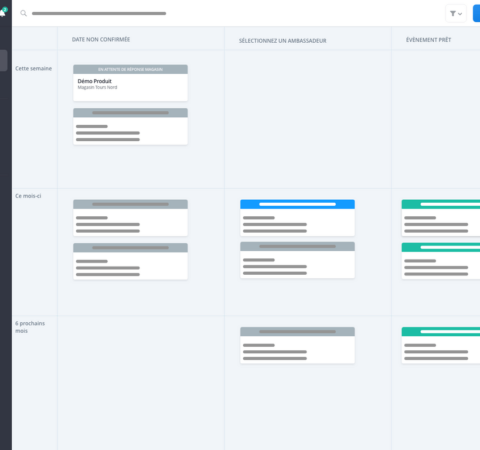 DATE NON CONFIRMÉE
SÉLECTIONNEZ UN AMBASSADEUR
ÉVÉNEMENT PRÊT
Cette semaine
EN ATTENTE DE RÉPONSE MAGASIN
Démo Produit
Magasin Tours Nord
Ce mois-ci
6 prochains
mois